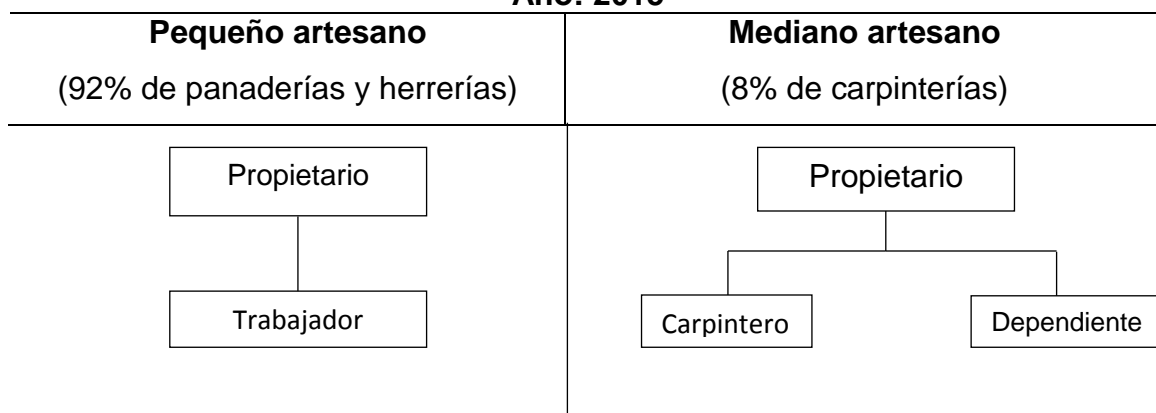 Pequeño artesano
(92% de panaderías y herrerías)
Mediano artesano
(8% de carpinterías)
Propietario
Trabajador
Propietario
Carpintero
Dependiente